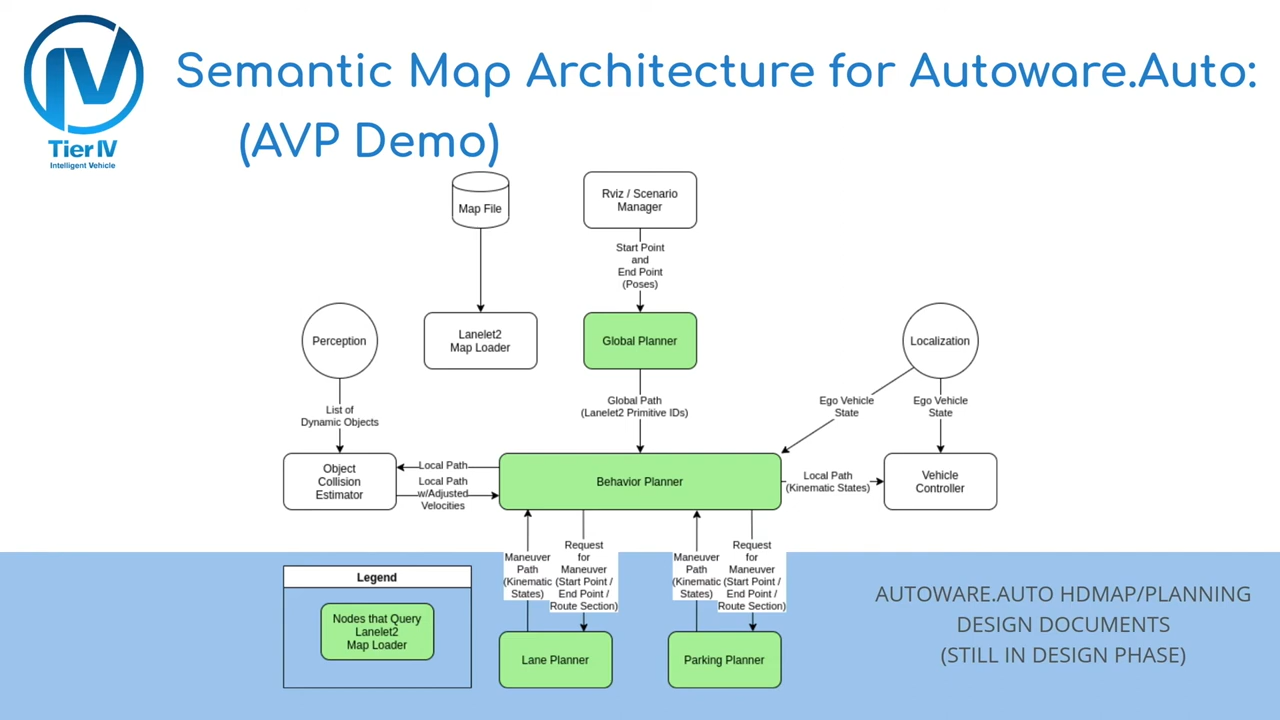 Tier IV
Intelligent Vehicle
Semantic Map Architecture for Autoware.Auto:
(AVP Demo)
Map File
Rviz / Scenario
Manager
Start Point
and
End Point
(Poses)
Perception
Lanelet2
Map Loader
Global Planner
Localization
List of
Dynamic Objects
Global Path
(Lanelet2 Primitive IDs)
Ego Vehicle
State
Ego Vehicle
State
Object
Collision
Estimator
Local Path
Local Path
w/Adjusted
Velocities
Behavior Planner
Local Path
(Kinematic States)
Vehicle
Controller
Maneuver
Path
(Kinematic
States)
Request
for
Maneuver
(Start Point /
End Point /
Route Section)
Maneuver
Path
(Kinematic
States)
Request
for
Maneuver
(Start Point /
End Point /
Route Section)
Legend
Nodes that Query
Lanelet2
Map Loader
Lane Planner
Parking Planner
AUTOWARE.AUTO HDMAP/PLANNING
DESIGN DOCUMENTS
(STILL IN DESIGN PHASE)